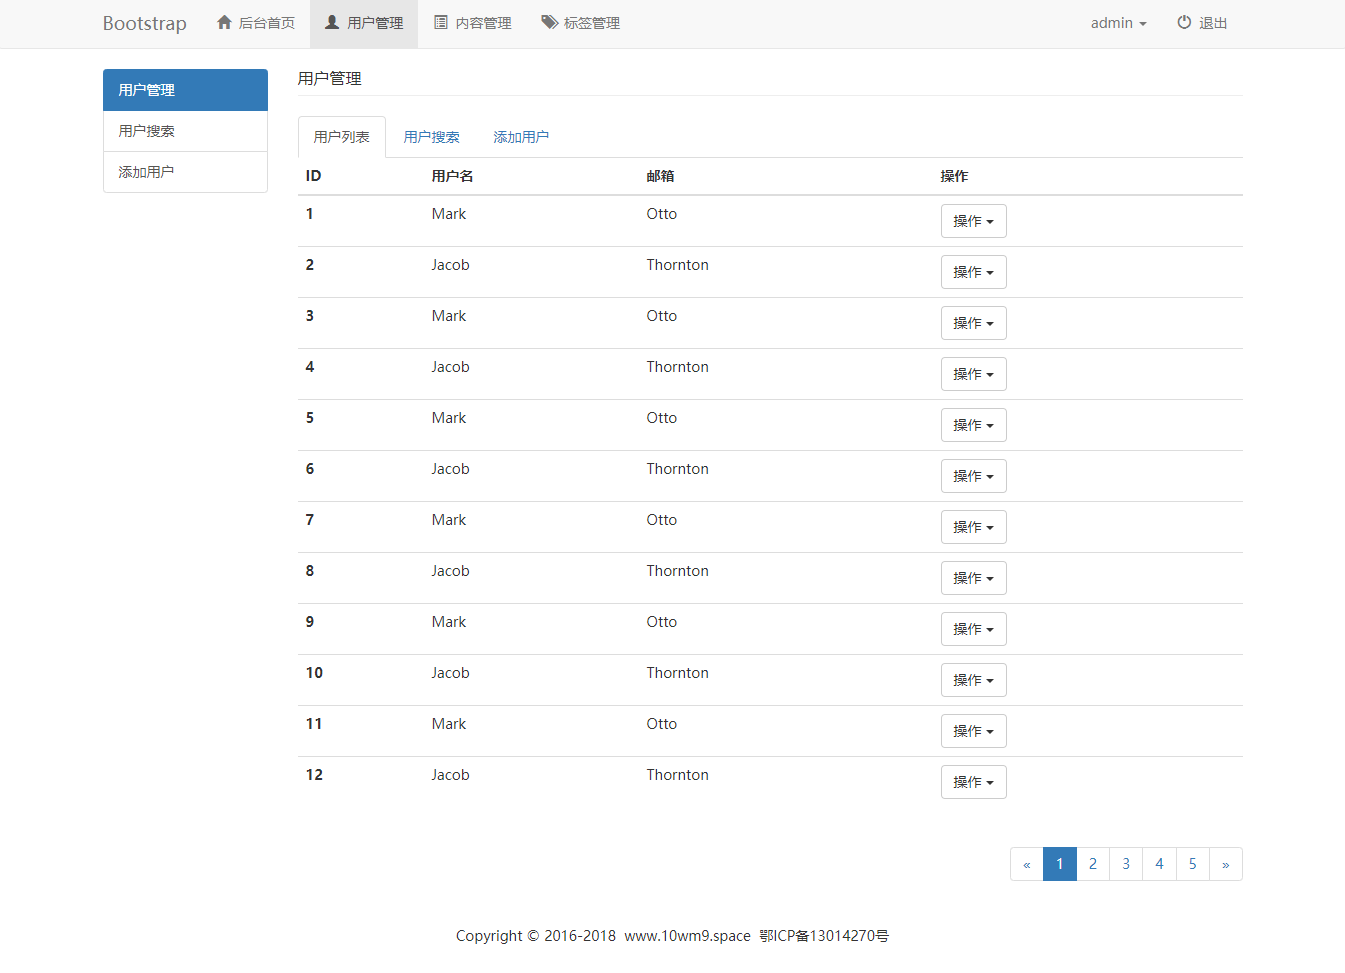 Bootstrap 后台首页 用户管理 内容管理 标签管理 admin 退出
用户管理
用户搜索
添加用户
用户管理
用户列表 用户搜索 添加用户
ID 用户名 邮箱 操作
1 Mark Otto 操作
2 Jacob Thornton 操作
3 Mark Otto 操作
4 Jacob Thornton 操作
5 Mark Otto 操作
6 Jacob Thornton 操作
7 Mark Otto 操作
8 Jacob Thornton 操作
9 Mark Otto 操作
10 Jacob Thornton 操作
11 Mark Otto 操作
12 Jacob Thornton 操作
« 1 2 3 4 5 »
Copyright © 2016-2018 www.10wm9.space 鄂ICP备13014270号